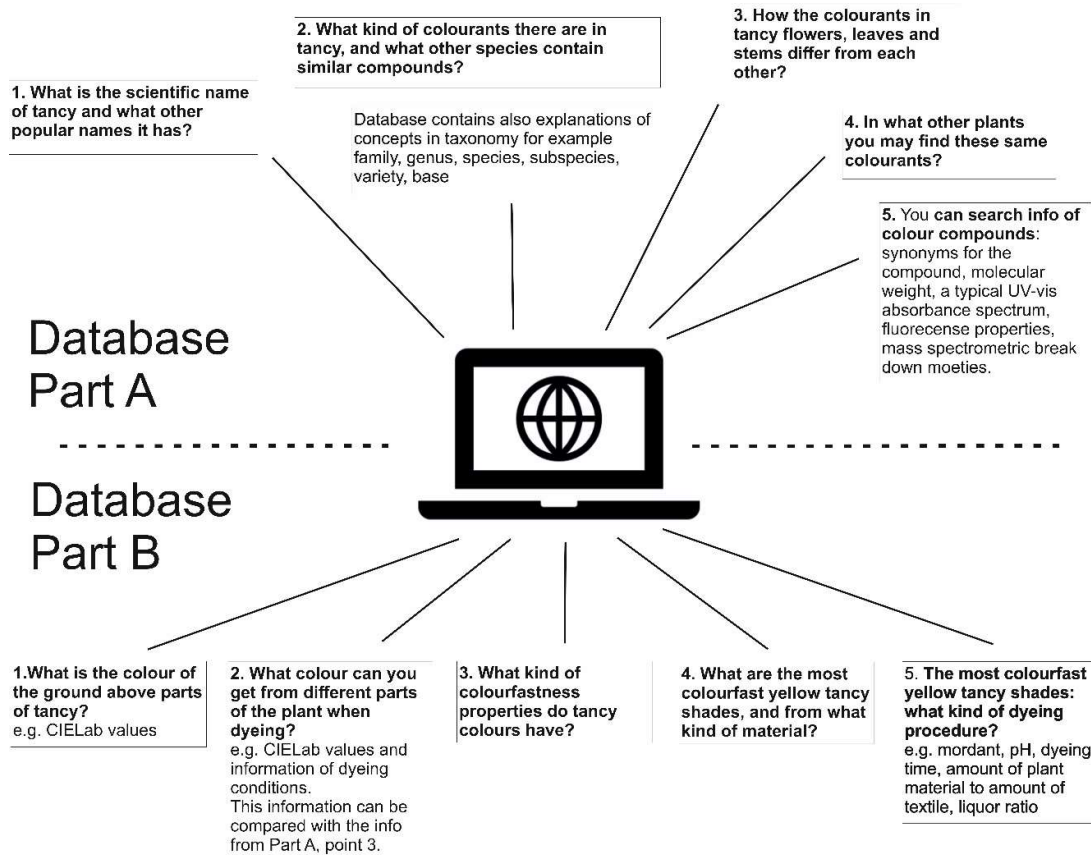 1. What is the scientific name
of tancy and what other
popular names it has?
2. What kind of colourants there are in
tancy, and what other species contain
similar compounds?
Database contains also explanations of
concepts in taxonomy for example
family, genus, species, subspecies,
variety, base
3. How the colourants in
tancy flowers, leaves and
stems differ from each
other?
4. In what other plants
you may find these same
colourants?
5. You can search info of
colour compounds:
synonyms for the
compound, molecular
weight, a typical UV-vis
absorbance spectrum,
fluorecense properties,
mass spectrometric break
down moeties.
Database
Part A
Database
Part B
1.What is the colour of
the ground above parts
of tancy?
e.g. CIELab values
2. What colour can you
get from different parts
of the plant when
dyeing?
e.g. CIELab values and
information of dyeing
conditions.
This information can be
compared with the info
from Part A, point 3.
3. What kind of
colourfastness
properties do tancy
colours have?
4. What are the most
colourfast yellow tancy
shades, and from what
kind of material?
5. The most colourfast
yellow tancy shades:
what kind of dyeing
procedure?
e.g. mordant, pH, dyeing
time, amount of plant
material to amount of
textile, liquor ratio